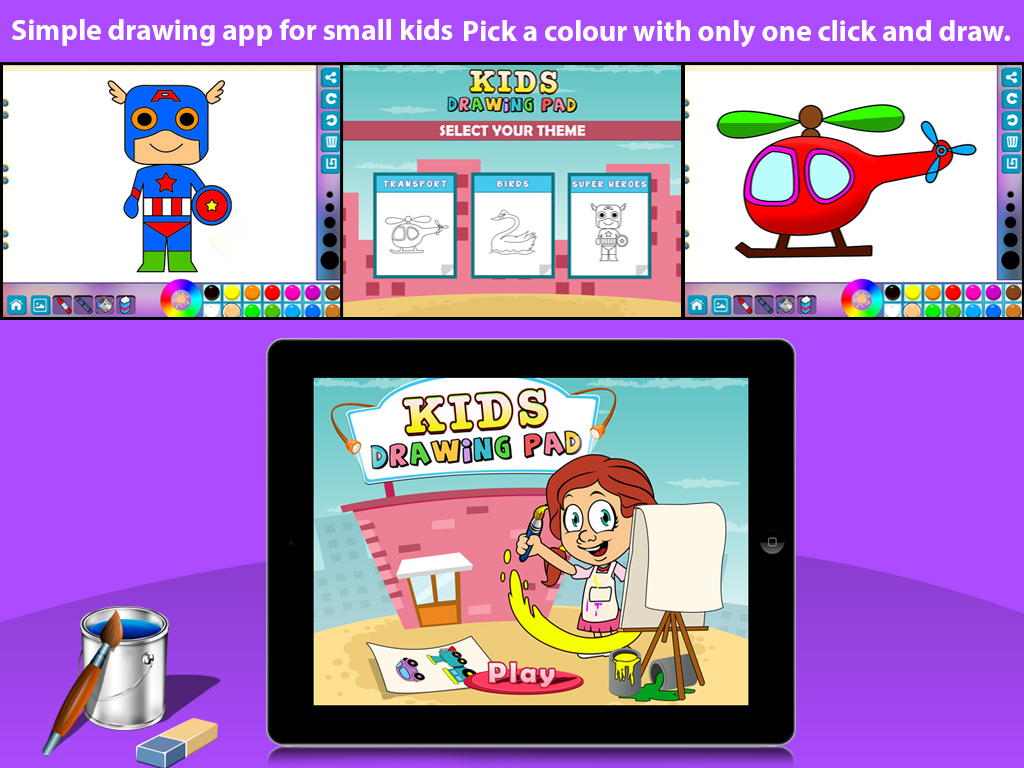 Simple drawing app for small kids Pick a colour with only one click and draw.
A
KIDS
DRAWiNG PAD
SELECT YOUR THEME
TRANSPORT BIRDS SUPER HEROES
KIDS
DRAWiNG PAD
Play